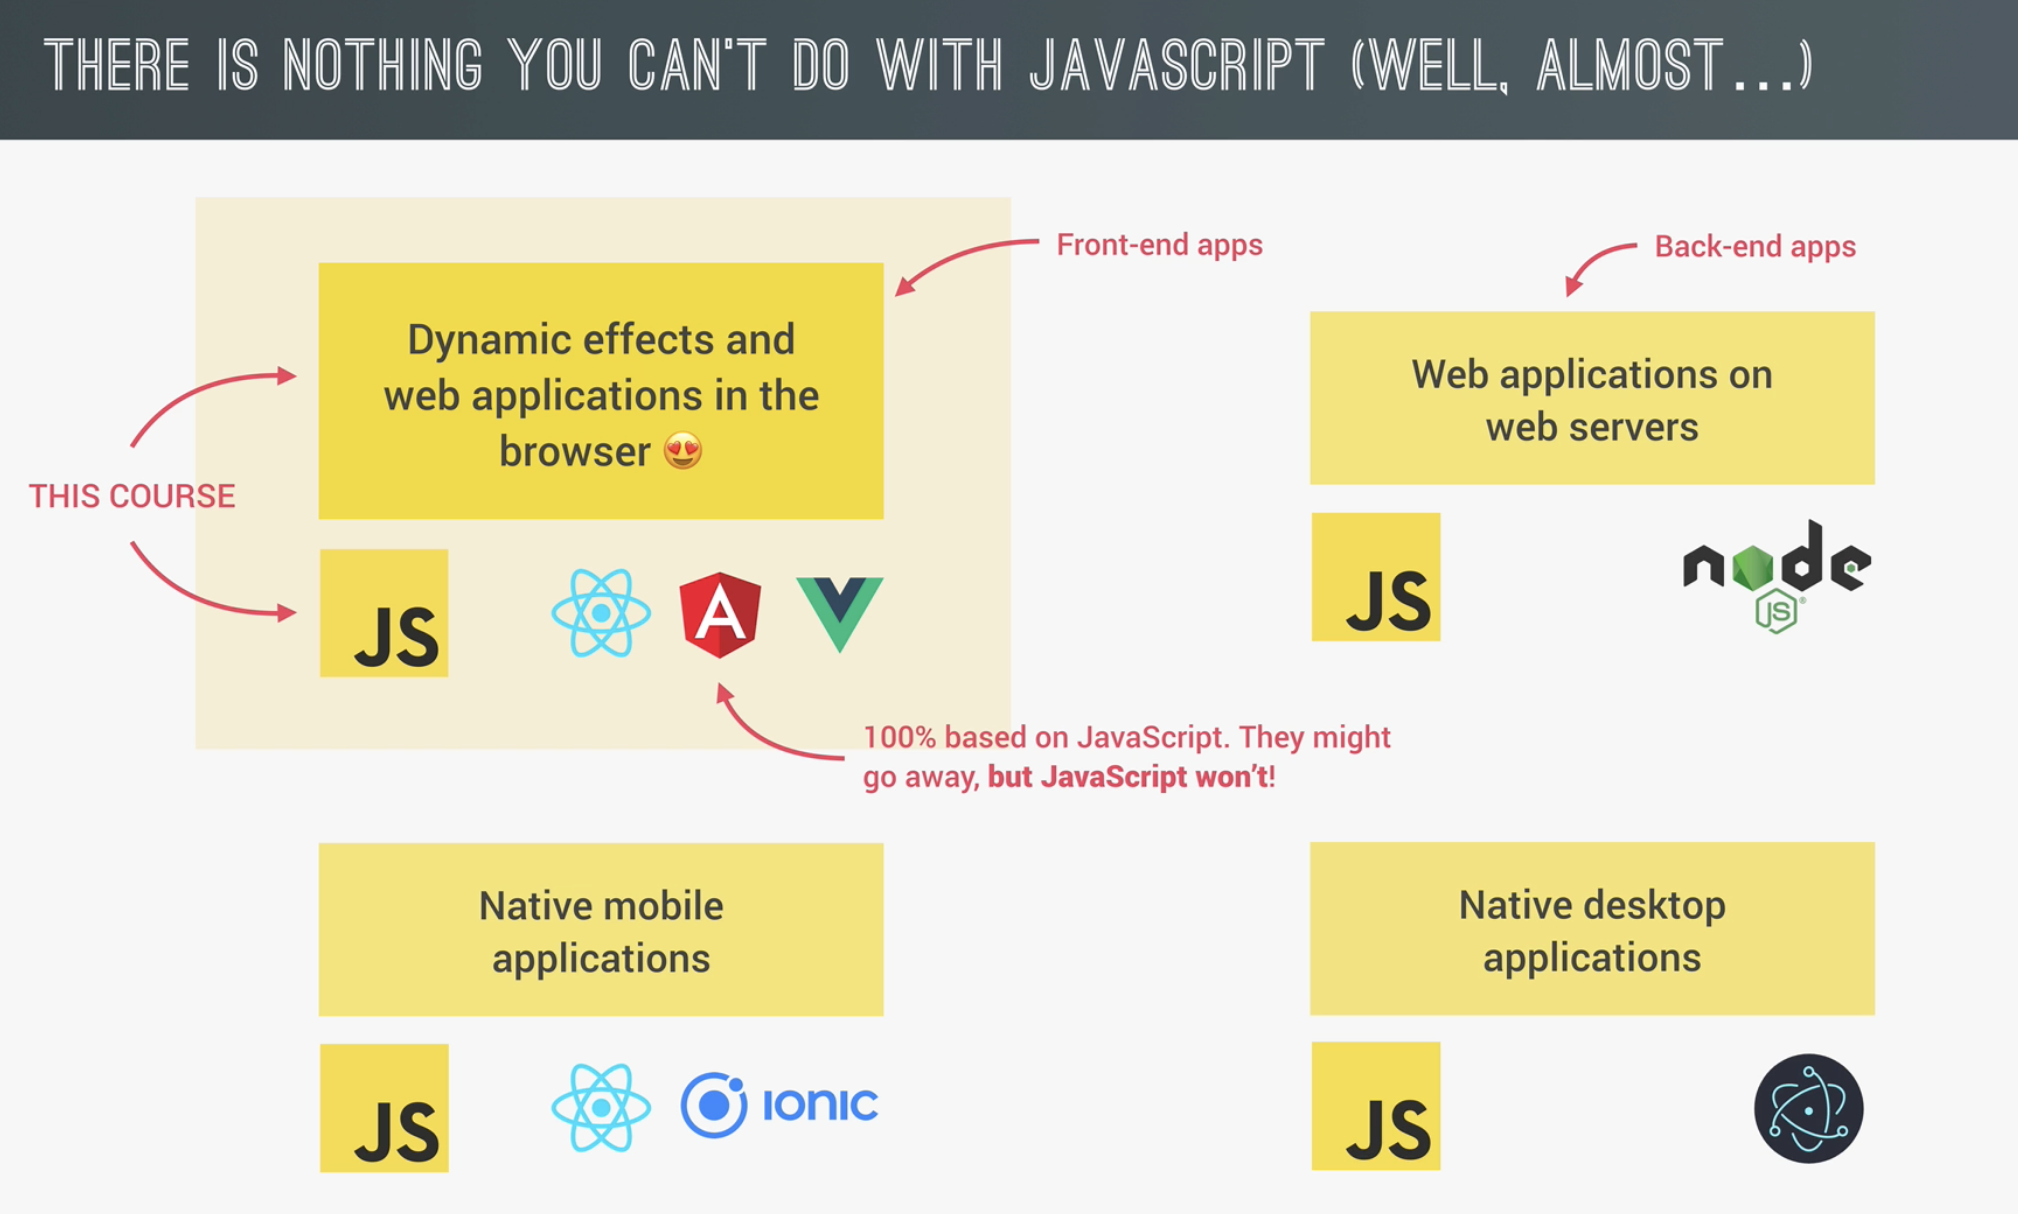 THERE IS NOTHING YOU CAN'T DO WITH JAVASCRIPT (WELL, ALMOST...)
Front-end apps
Dynamic effects and
web applications in the
browser 😍
THIS COURSE
JS
A
100% based on JavaScript. They might
go away, but JavaScript won't!
Back-end apps
Web applications on
web servers
JS
node
JS®
Native mobile
applications
JS
IONIC
Native desktop
applications
JS